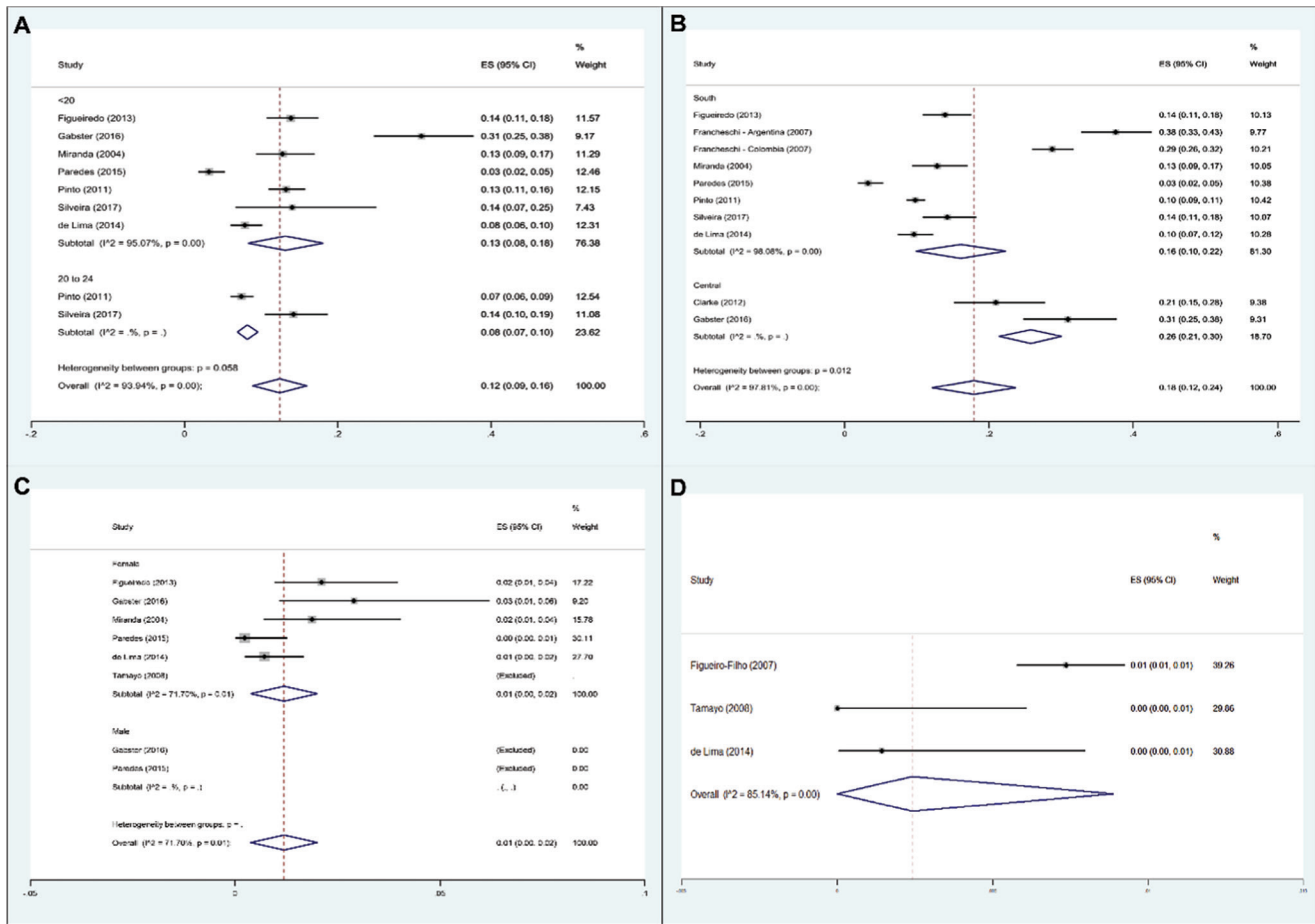 A
%
Study ES (95% CI) Weight
<20
Figueiredo (2013) 0.14 (0.11, 0.18) 11.57
Gabster (2016) 0.31 (0.25, 0.38) 9.17
Miranda (2004) 0.13 (0.09, 0.17) 11.29
Paredes (2015) 0.03 (0.02, 0.05) 12.46
Pinto (2011) 0.13 (0.11, 0.16) 12.15
Silveira (2017) 0.14 (0.07, 0.25) 7.43
de Lima (2014) 0.08 (0.06, 0.10) 12.31
Subtotal (I^2 = 95.07%, p = 0.00) 0.13 (0.08, 0.18) 76.38
20 to 24
Pinto (2011) 0.07 (0.06, 0.09) 12.54
Silveira (2017) 0.14 (0.10, 0.19) 11.08
Subtotal (I^2 = .%, p = .) 0.08 (0.07, 0.10) 23.62
Heterogeneity between groups: p = 0.058
Overall (I^2 = 93.94%, p = 0.00); 0.12 (0.09, 0.16) 100.00
-.2 0 .2 .4 .6
B
%
Study ES (95% CI) Weight
South
Figueiredo (2013) 0.14 (0.11, 0.18) 10.13
Francheschi - Argentina (2007) 0.38 (0.33, 0.43) 9.77
Francheschi - Colombia (2007) 0.29 (0.26, 0.32) 10.21
Miranda (2004) 0.13 (0.09, 0.17) 10.05
Paredes (2015) 0.03 (0.02, 0.05) 10.38
Pinto (2011) 0.10 (0.09, 0.11) 10.42
Silveira (2017) 0.14 (0.11, 0.18) 10.07
de Lima (2014) 0.10 (0.07, 0.12) 10.28
Subtotal (I^2 = 98.08%, p = 0.00) 0.16 (0.10, 0.22) 81.30
Central
Clarke (2012) 0.21 (0.15, 0.28) 9.38
Gabster (2016) 0.31 (0.25, 0.38) 9.31
Subtotal (I^2 = .%, p = .) 0.26 (0.21, 0.30) 18.70
Heterogeneity between groups: p = 0.012
Overall (I^2 = 97.81%, p = 0.00); 0.18 (0.12, 0.24) 100.00
-.2 0 .2 .4 .6
C
%
Study ES (95% CI) Weight
Female
Figueiredo (2013) 0.02 (0.01, 0.04) 17.22
Gabster (2016) 0.03 (0.01, 0.06) 9.20
Miranda (2004) 0.02 (0.01, 0.04) 15.78
Paredes (2015) 0.00 (0.00, 0.01) 30.11
de Lima (2014) 0.01 (0.00, 0.02) 27.70
Tamayo (2008) (Excluded) .
Subtotal (I^2 = 71.70%, p = 0.01) 0.01 (0.00, 0.02) 100.00
Male
Gabster (2016) (Excluded) 0.00
Paredes (2015) (Excluded) 0.00
Subtotal (I^2 = .%, p = .) . (., .) 0.00
Heterogeneity between groups: p = .
Overall (I^2 = 71.70%, p = 0.01); 0.01 (0.00, 0.02) 100.00
-.05 0 .05 .1
D
%
Study ES (95% CI) Weight
Figueiro-Filho (2007) 0.01 (0.01, 0.01) 39.26
Tamayo (2008) 0.00 (0.00, 0.01) 29.86
de Lima (2014) 0.00 (0.00, 0.01) 30.88
Overall (I^2 = 85.14%, p = 0.00)
0 .01